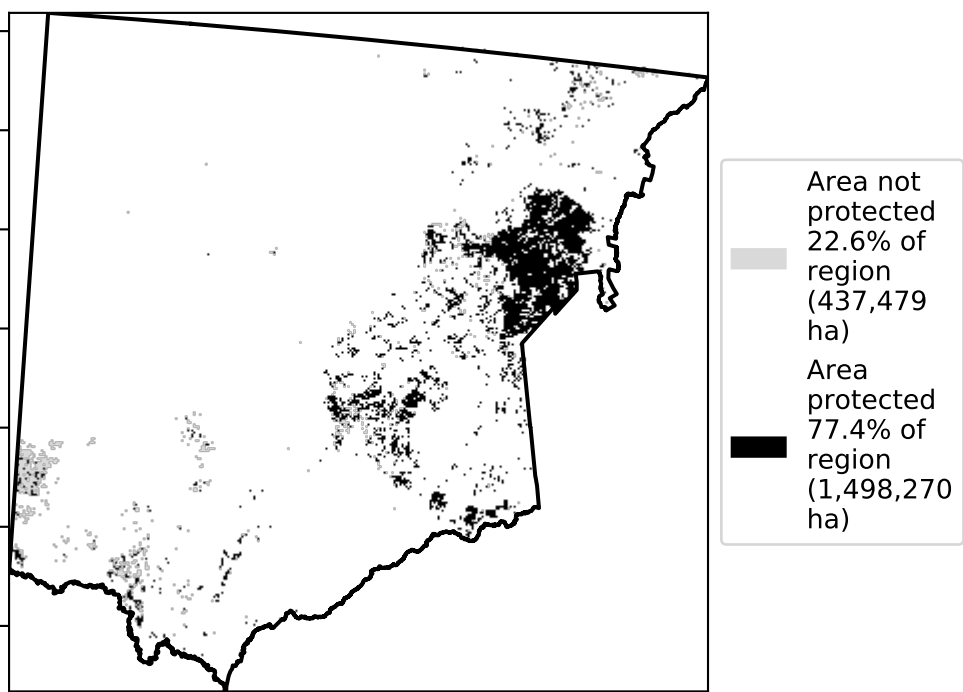 Area not
protected
22.6% of
region
(437,479
ha)
Area
protected
77.4% of
region
(1,498,270
ha)